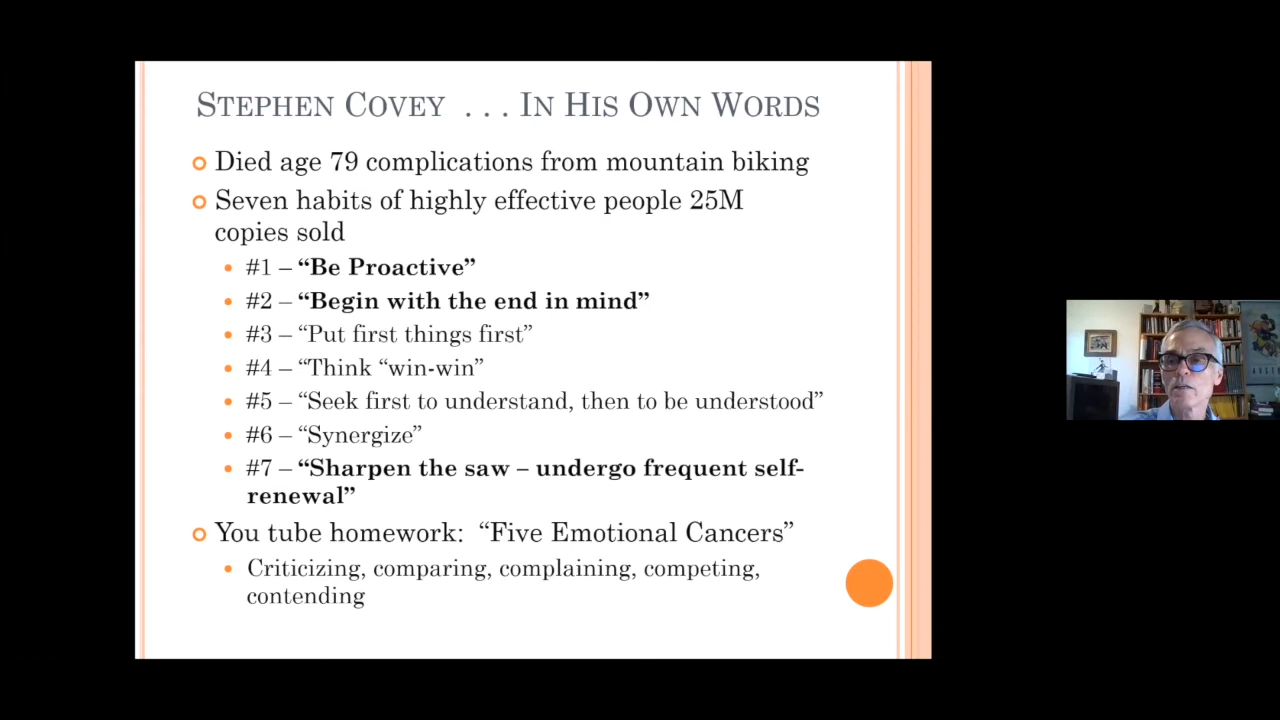 STEPHEN COVEY . . . IN HIS OWN WORDS
Died age 79 complications from mountain biking
Seven habits of highly effective people 25M
copies sold
#1 – “Be Proactive”
#2 – “Begin with the end in mind”
#3 – “Put first things first”
#4 – “Think “win-win”
#5 – “Seek first to understand, then to be understood”
#6 – “Synergize”
#7 – “Sharpen the saw – undergo frequent self-
renewal”
You tube homework: “Five Emotional Cancers”
Criticizing, comparing, complaining, competing,
contending